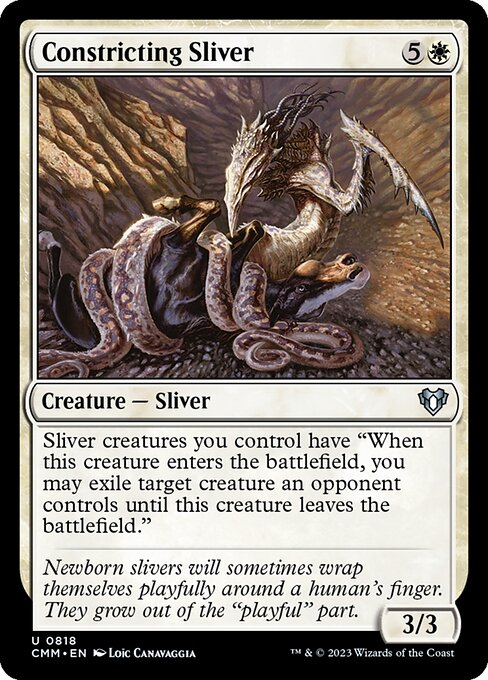 Constricting Sliver 5
Creature — Sliver
Sliver creatures you control have “When
this creature enters the battlefield, you
may exile target creature an opponent
controls until this creature leaves the
battlefield.”
Newborn slivers will sometimes wrap
themselves playfully around a human’s finger.
They grow out of the “playful” part.
3/3
U 0818
CMM • EN Loïc Canavaggia
™ & © 2023 Wizards of the Coast